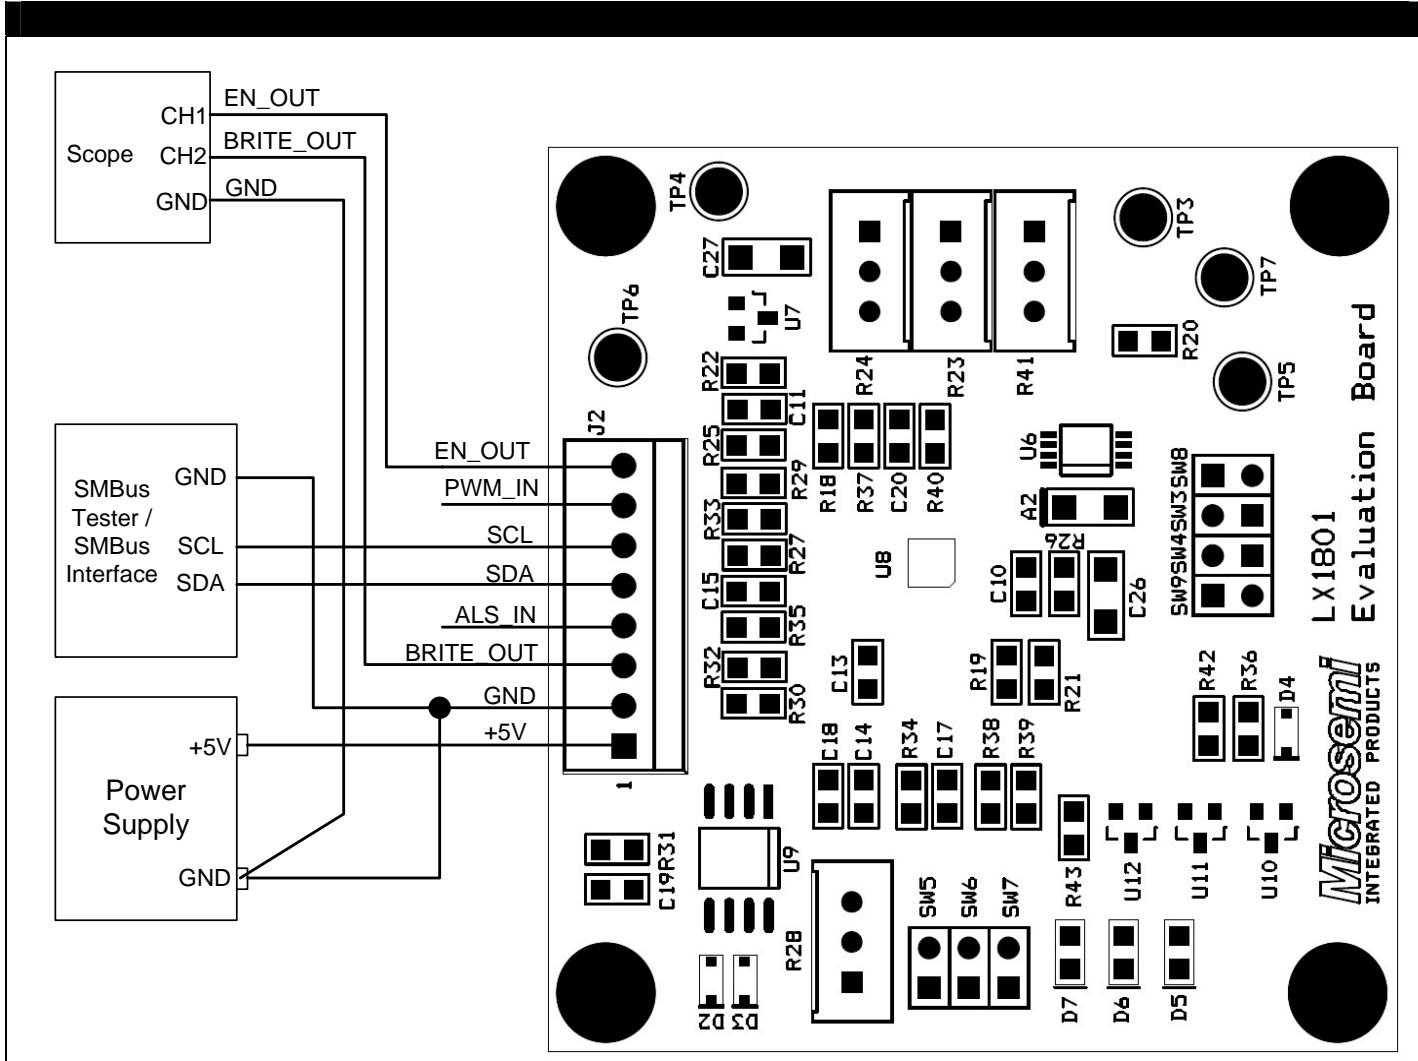 EN_OUT
CH1
BRITE_OUT
Scope
CH2
GND
GND
SMBus
Tester /
SMBus
Interface
GND
SCL
SDA
+5V
Power
Supply
GND
EN_OUT
PWM_IN
SCL
SDA
ALS_IN
BRITE_OUT
GND
+5V
J2
1
TP4
TP6
C27
U7
R22
C11
R25
R29
R33
R27
C15
R35
R32
R30
R24
R23
R41
TP3
TP7
R20
TP5
R18
R37
C20
R40
U6
A2
R26
U8
C10
C26
SW9SW4SW3SW8
LX1801
Evaluation Board
C13
R19
R21
R42
R36
D4
C18
C14
R34
C17
R38
R39
R43
U12
U11
U10
Microsemi
INTEGRATED PRODUCTS
R31
C19
U9
R28
SW5
SW6
SW7
D2
D3
D7
D6
D5